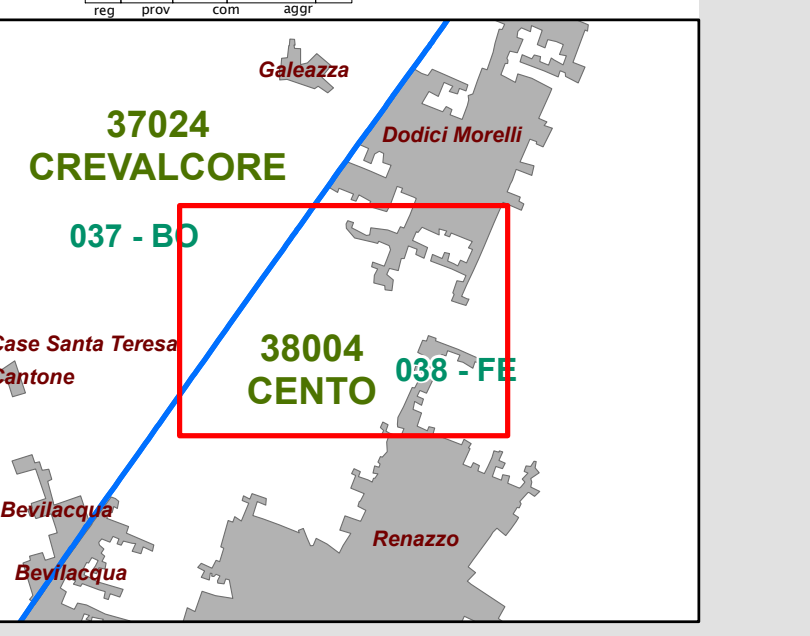 reg prov com aggr
Galeazza
37024
CREVALCORE
Dodici Morelli
037 - BO
Case Santa Teresa
Cantone
38004
CENTO
038 - FE
Bevilacqua
Renazzo
Bevilacqua